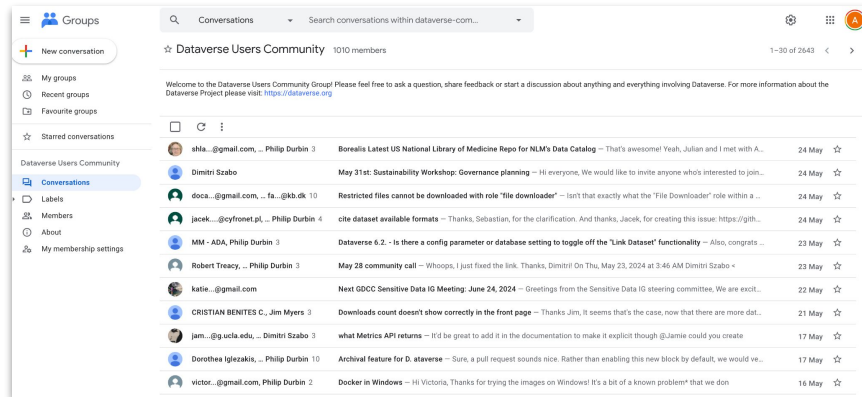 Groups
Conversations
Search conversations within dataverse-com...
A
New conversation
My groups
Recent groups
Favourite groups
Starred conversations
Dataverse Users Community
Conversations
Labels
Members
About
My membership settings
Dataverse Users Community 1010 members
1–30 of 2643
Welcome to the Dataverse Users Community Group! Please feel free to ask a question, share feedback or start a discussion about anything and everything involving Dataverse. For more information about the
Dataverse Project please visit: https://dataverse.org
shla...@gmail.com, … Philip Durbin 3 Borealis Latest US National Library of Medicine Repo for NLM's Data Catalog — That's awesome! Yeah, Julian and I met with A... 24 May
Dimitri Szabo May 31st: Sustainability Workshop: Governance planning — Hi everyone, We would like to invite anyone who's interested to join... 24 May
doca...@gmail.com, … fa...@kb.dk 10 Restricted files cannot be downloaded with role "file downloader" — Isn't that exactly what the "File Downloader" role within a ... 24 May
jacek....@cyfronet.pl, … Philip Durbin 4 cite dataset available formats — Thanks, Sebastian, for the clarification. And thanks, Jacek, for creating this issue: https://gith... 24 May
MM - ADA, Philip Durbin 3 Dataverse 6.2. - Is there a config parameter or database setting to toggle off the "Link Dataset" functionality — Also, congrats ... 23 May
Robert Treacy, … Philip Durbin 3 May 28 community call — Whoops, I just fixed the link. Thanks, Dimitri! On Thu, May 23, 2024 at 3:46 AM Dimitri Szabo < 23 May
katie...@gmail.com Next GDCC Sensitive Data IG Meeting: June 24, 2024 — Greetings from the Sensitive Data IG steering committee, We are excit... 22 May
CRISTIAN BENITES C., Jim Myers 3 Downloads count doesn't show correctly in the front page — Thanks Jim, It seems that's the case, now that there are more dat... 21 May
jam...@g.ucla.edu, … Dimitri Szabo 3 what Metrics API returns — It'd be great to add it in the documentation to make it explicit though @Jamie could you create 17 May
Dorothea Iglezakis, … Philip Durbin 10 Archival feature for D. ataverse — Sure, a pull request sounds nice. Rather than enabling this new block by default, we would ve... 17 May
victor...@gmail.com, Philip Durbin 2 Docker in Windows — Hi Victoria, Thanks for trying the images on Windows! It's a bit of a known problem* that we don 16 May